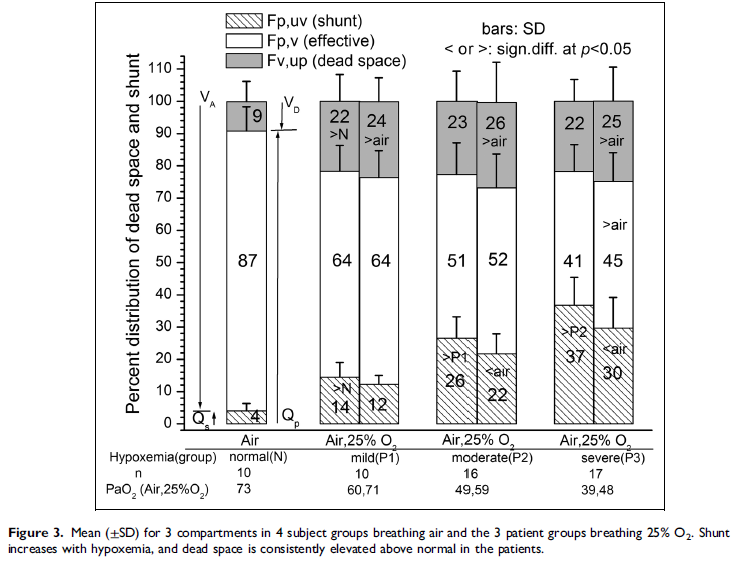 Fp,uv (shunt)
Fp,v (effective)
Fv,up (dead space)
bars: SD
< or >: sign.diff. at p<0.05
Percent distribution of dead space and shunt
110
100
90
80
70
60
50
40
30
20
10
0
VA
VD
Qs
Qp
9
87
4
22
>N
64
>N
14
24
>air
64
12
23
51
>P1
26
26
>air
52
<air
22
22
41
>P2
37
25
>air
>air
45
<air
30
Air Air,25% O2 Air,25% O2 Air,25% O2
Hypoxemia(group) normal(N) mild(P1) moderate(P2) severe(P3)
n 10 10 16 17
PaO2 (Air,25%O2) 73 60,71 49,59 39,48
Figure 3. Mean (±SD) for 3 compartments in 4 subject groups breathing air and the 3 patient groups breathing 25% O2. Shunt
increases with hypoxemia, and dead space is consistently elevated above normal in the patients.